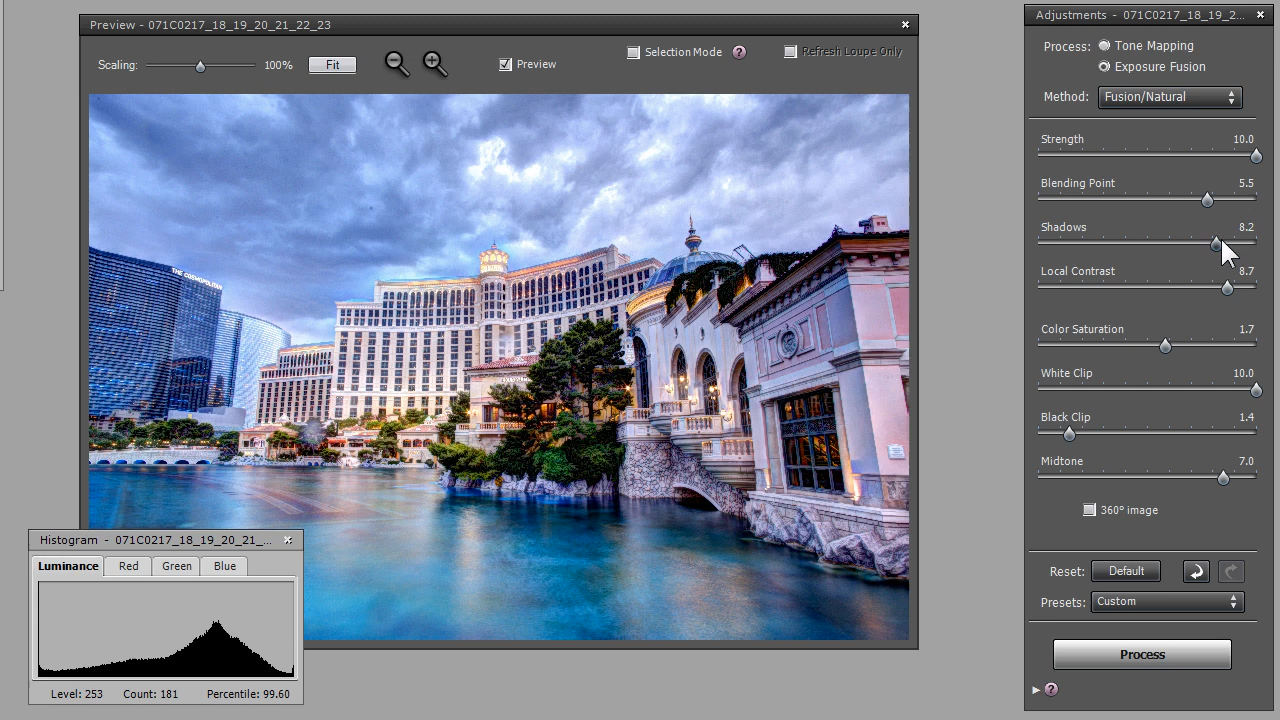 Preview - 071C0217_18_19_20_21_22_23
Scaling: 100% Fit Preview Selection Mode ? Refresh Loupe Only
THE COSMOPOLITAN
Histogram - 071C0217_18_19_20_21_...
Luminance Red Green Blue
Level: 253 Count: 181 Percentile: 99.60
Adjustments - 071C0217_18_19_2...
Process: Tone Mapping
Exposure Fusion
Method: Fusion/Natural
Strength 10.0
Blending Point 5.5
Shadows 8.2
Local Contrast 8.7
Color Saturation 1.7
White Clip 10.0
Black Clip 1.4
Midtone 7.0
360° image
Reset: Default
Presets: Custom
Process
?